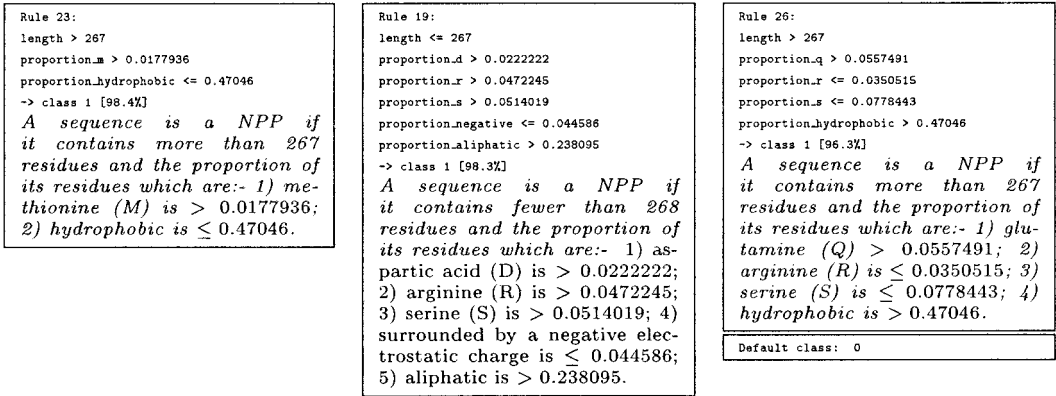 Rule 23:
length > 267
proportion_m > 0.0177936
proportion_hydrophobic <= 0.47046
-> class 1 [98.4%]
A sequence is a NPP if
it contains more than 267
residues and the proportion of
its residues which are:- 1) me-
thionine (M) is > 0.0177936;
2) hydrophobic is ≤ 0.47046.
Rule 19:
length <= 267
proportion_d > 0.0222222
proportion_r > 0.0472245
proportion_s > 0.0514019
proportion_negative <= 0.044586
proportion_aliphatic > 0.238095
-> class 1 [98.3%]
A sequence is a NPP if
it contains fewer than 268
residues and the proportion of
its residues which are:- 1) as-
partic acid (D) is > 0.0222222;
2) arginine (R) is > 0.0472245;
3) serine (S) is > 0.0514019; 4)
surrounded by a negative elec-
trostatic charge is ≤ 0.044586;
5) aliphatic is > 0.238095.
Rule 26:
length > 267
proportion_q > 0.0557491
proportion_r <= 0.0350515
proportion_s <= 0.0778443
proportion_hydrophobic > 0.47046
-> class 1 [96.3%]
A sequence is a NPP if
it contains more than 267
residues and the proportion of
its residues which are:- 1) glu-
tamine (Q) > 0.0557491; 2)
arginine (R) is ≤ 0.0350515; 3)
serine (S) is ≤ 0.0778443; 4)
hydrophobic is > 0.47046.
Default class: 0